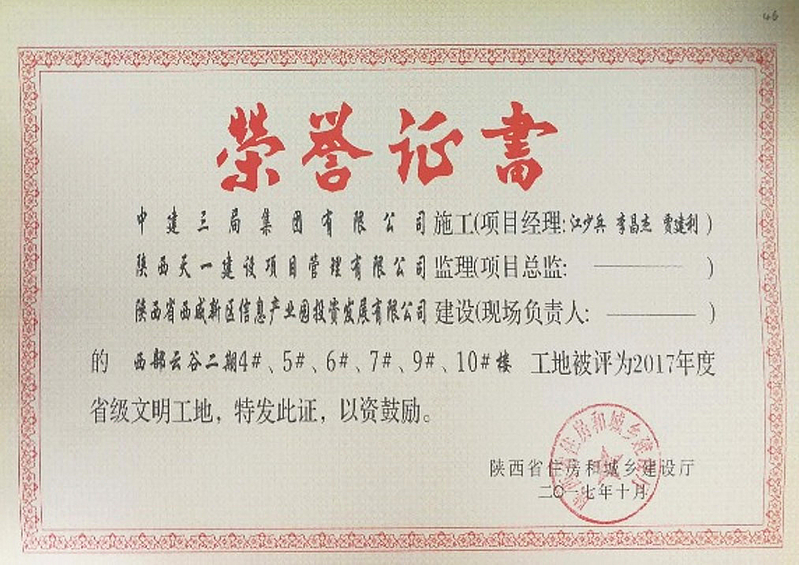 46
荣誉证书
中建三局集团有限公司施工(项目经理:江少兵 李昌杰 贾建利)
陕西天一建设项目管理有限公司监理(项目总监: ————)
陕西省西咸新区信息产业园投资发展有限公司建设(现场负责人: ————)
的 西部云谷二期4#、5#、6#、7#、9#、10#楼 工地被评为2017年度
省级文明工地，特发此证，以资鼓励。
陕西省住房和城乡建设厅
二〇一七年十月